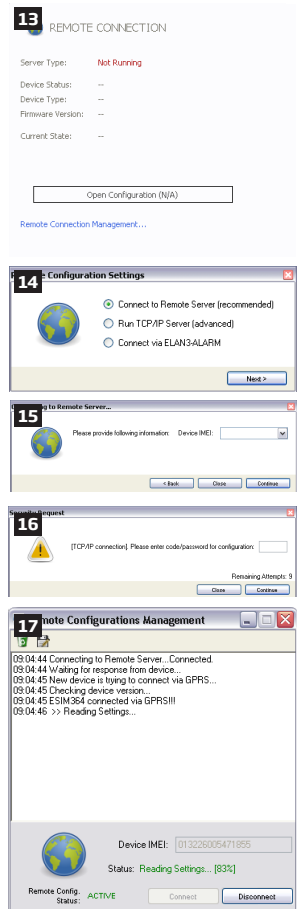 13
REMOTE CONNECTION
Server Type: Not Running
Device Status: --
Device Type: --
Firmware Version: --
Current State: --
Open Configuration (N/A)
Remote Connection Management...
14
e Configuration Settings
Connect to Remote Server (recommended)
Run TCP/IP Server (advanced)
Connect via ELAN3-ALARM
Next >
15
ng to Remote Server...
Please provide following information: Device IMEI:
< Back Close Continue
16
Request
[TCP/IP connection]. Please enter code/password for configuration:
Remaining Attempts: 9
Close Continue
17
mote Configurations Management
09:04:44 Connecting to Remote Server...Connected.
09:04:44 Waiting for response from device...
09:04:45 New device is tiying to connect via GPRS...
09:04:45 Checking device version...
09:04:45 ESIM364 connected via GPRS!!!
09:04:46 >> Reading Settings...
Device IMEI: 013226005471855
Status: Reading Settings... [83%]
Remote Config. Status: ACTIVE Connect Disconnect